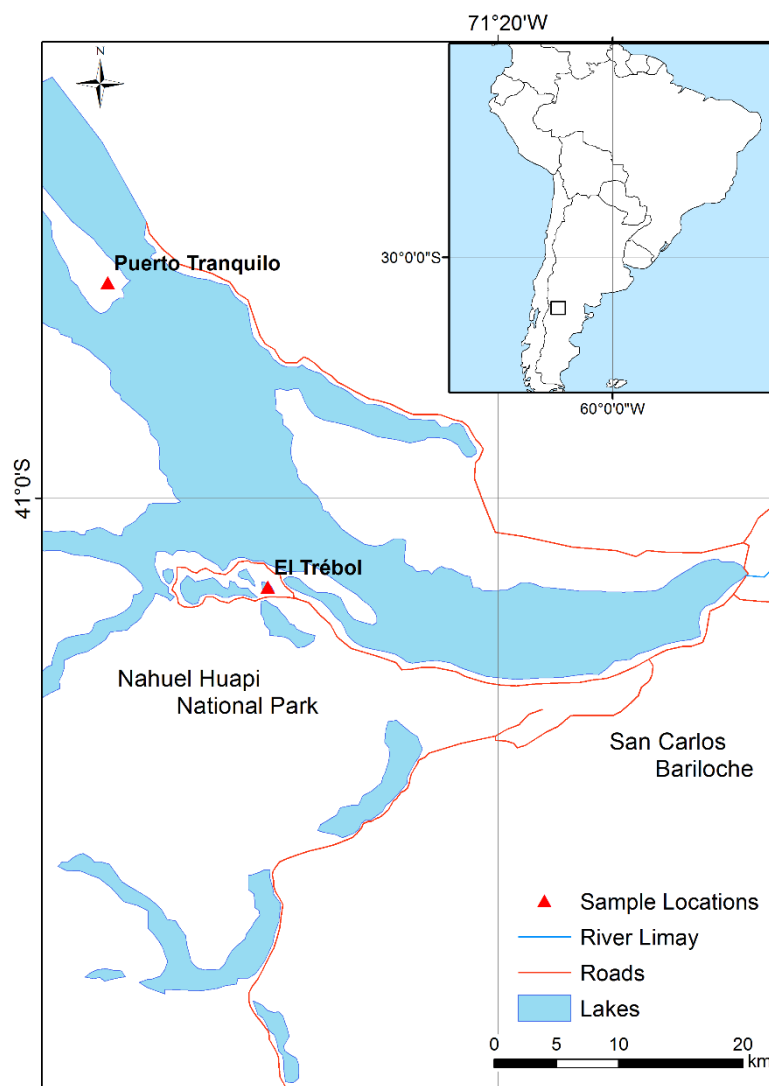 71°20'W
N
30°0'0"S
60°0'0"W
Puerto Tranquilo
41°0'S
El Trébol
Nahuel Huapi
National Park
San Carlos
Bariloche
Sample Locations
River Limay
Roads
Lakes
0 5 10 20
km